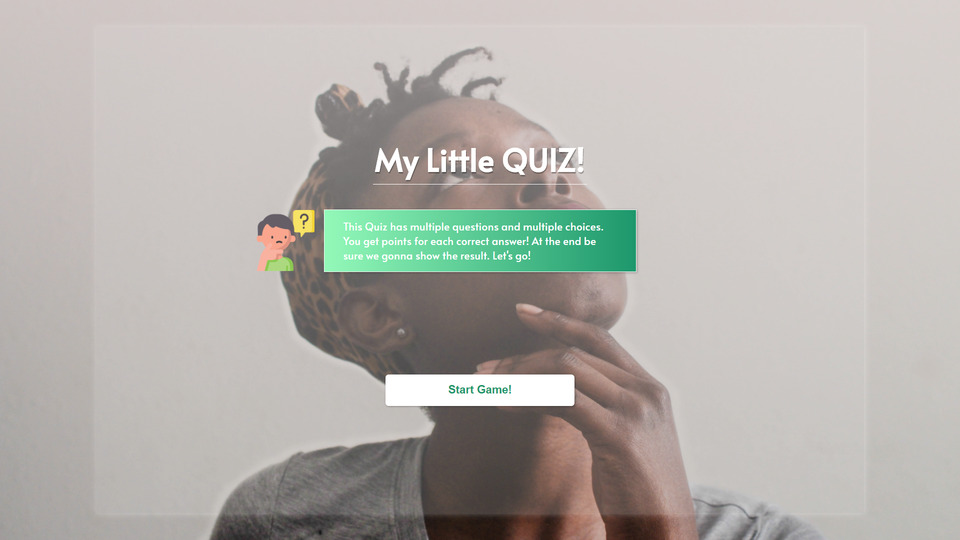 My Little QUIZ!
?
This Quiz has multiple questions and multiple choices.
You get points for each correct answer! At the end be
sure we gonna show the result. Let's go!
Start Game!